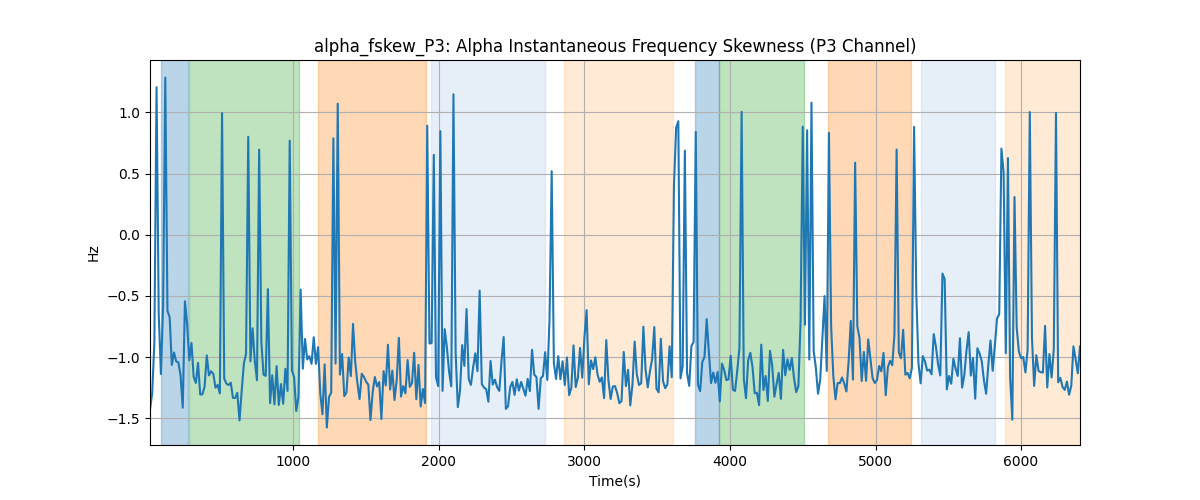 alpha_fskew_P3: Alpha Instantaneous Frequency Skewness (P3 Channel)
1.0
0.5
0.0
−0.5
−1.0
−1.5
Hz
1000 2000 3000 4000 5000 6000
Time(s)